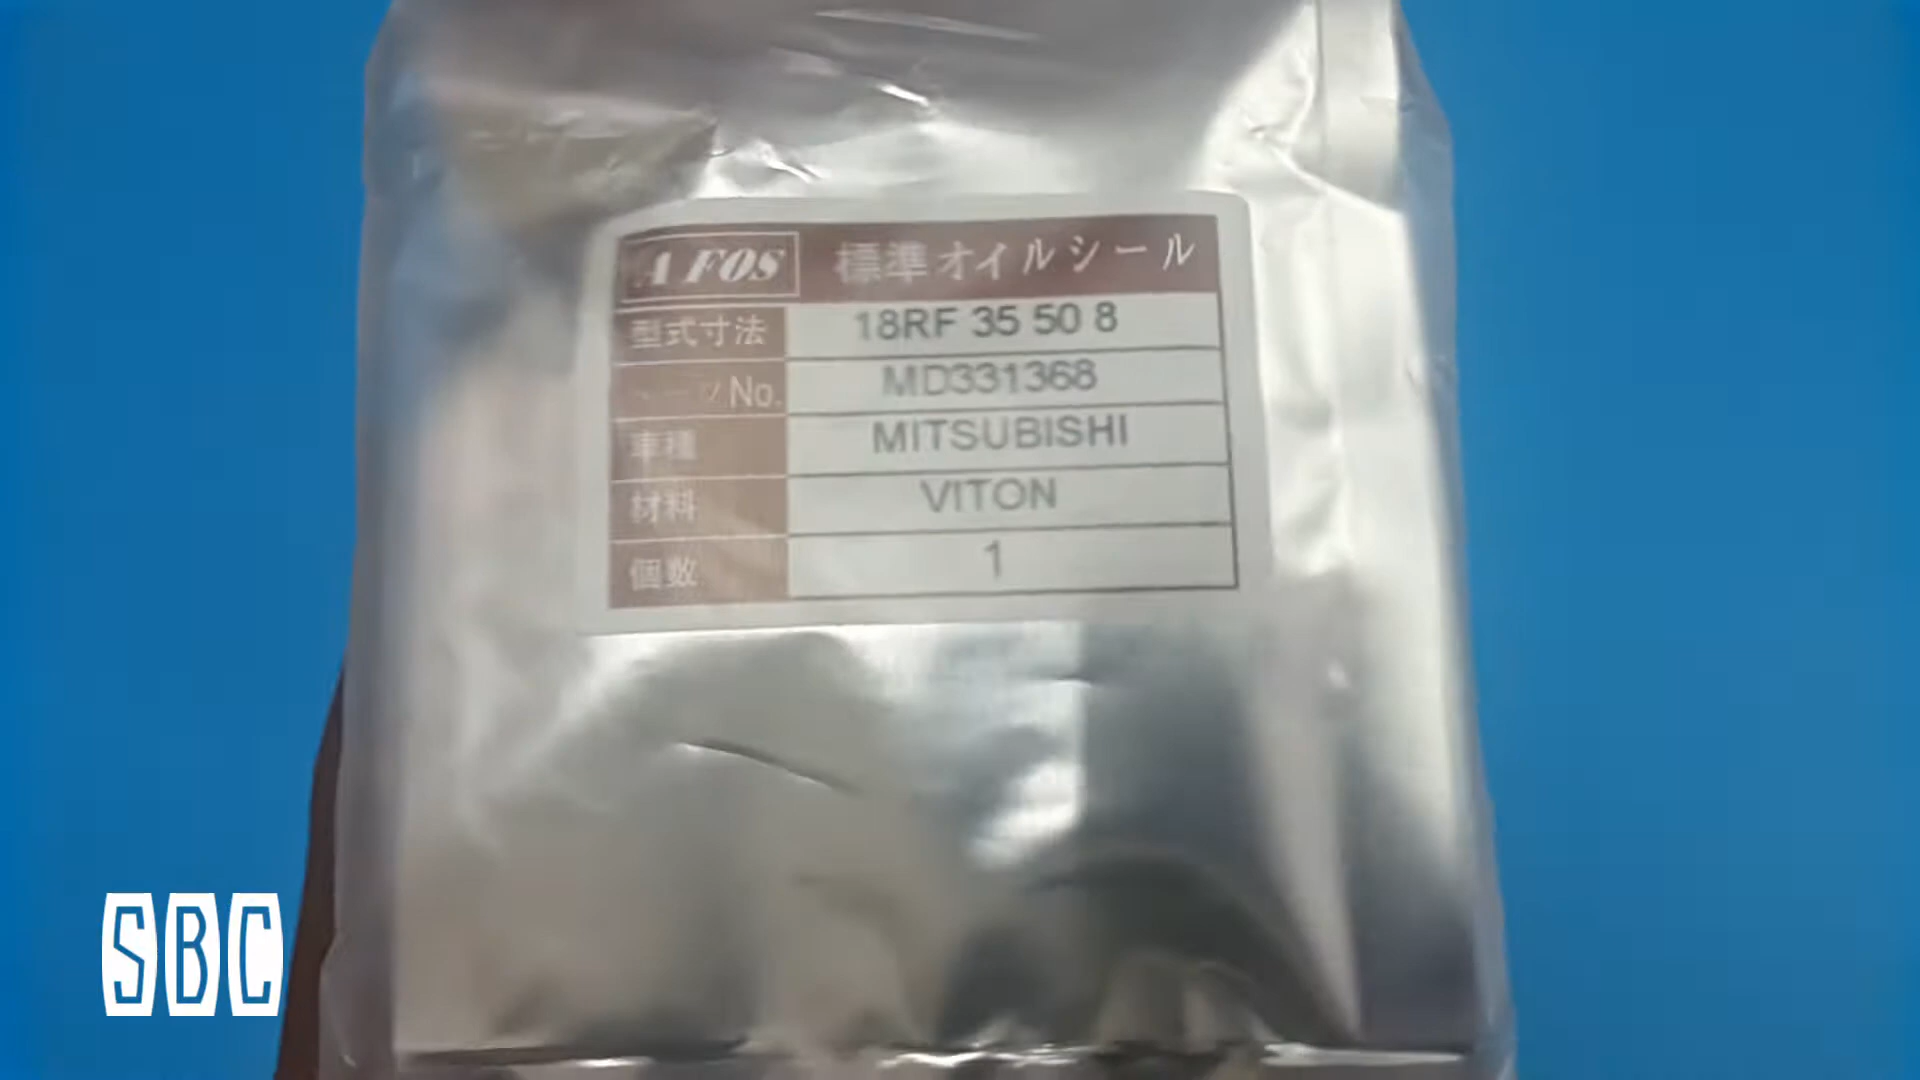 A FOS 標準オイルシール
型式寸法 18RF 35 50 8
No. MD331368
車種 MITSUBISHI
材料 VITON
個数 1
SBC